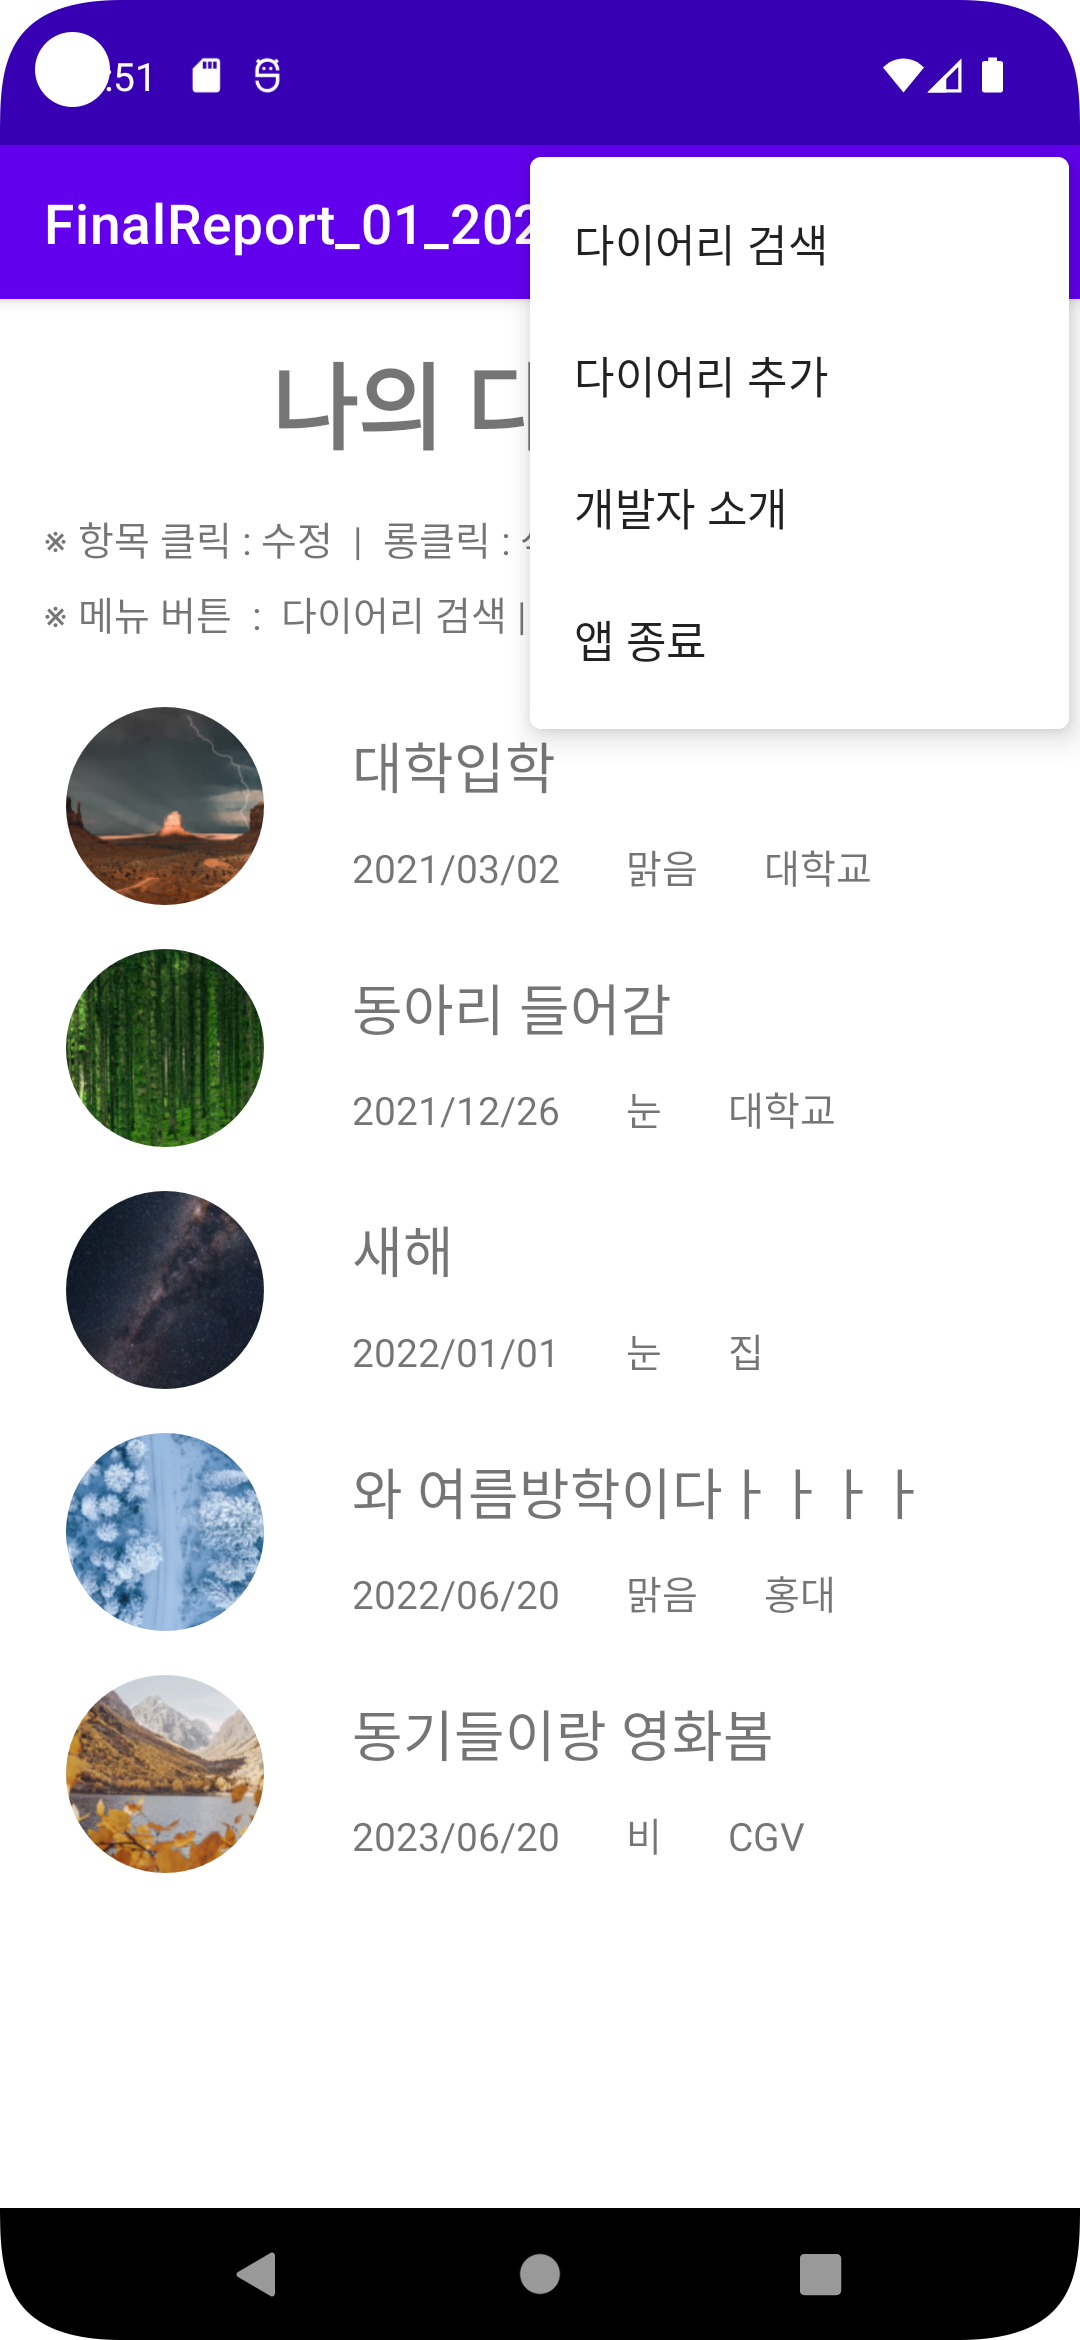 :51
FinalReport_01_202
다이어리 검색
다이어리 추가
개발자 소개
앱 종료
나의
※ 항목 클릭 : 수정 | 롱클릭 :
※ 메뉴 버튼 : 다이어리 검색 |
대학입학
2021/03/02 맑음 대학교
동아리 들어감
2021/12/26 눈 대학교
새해
2022/01/01 눈 집
와 여름방학이다ㅏㅏㅏㅏ
2022/06/20 맑음 홍대
동기들이랑 영화봄
2023/06/20 비 CGV